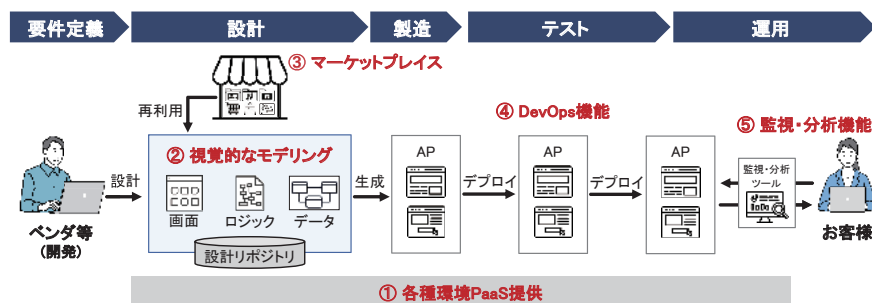 要件定義
設計
製造
テスト
運用
③ マーケットプレイス
再利用
④ DevOps機能
⑤ 監視・分析機能
② 視覚的なモデリング
設計
画面
ロジック
データ
設計リポジトリ
生成
AP
デプロイ
AP
デプロイ
AP
監視・分析
ツール
ベンダ等
(開発)
お客様
① 各種環境PaaS提供